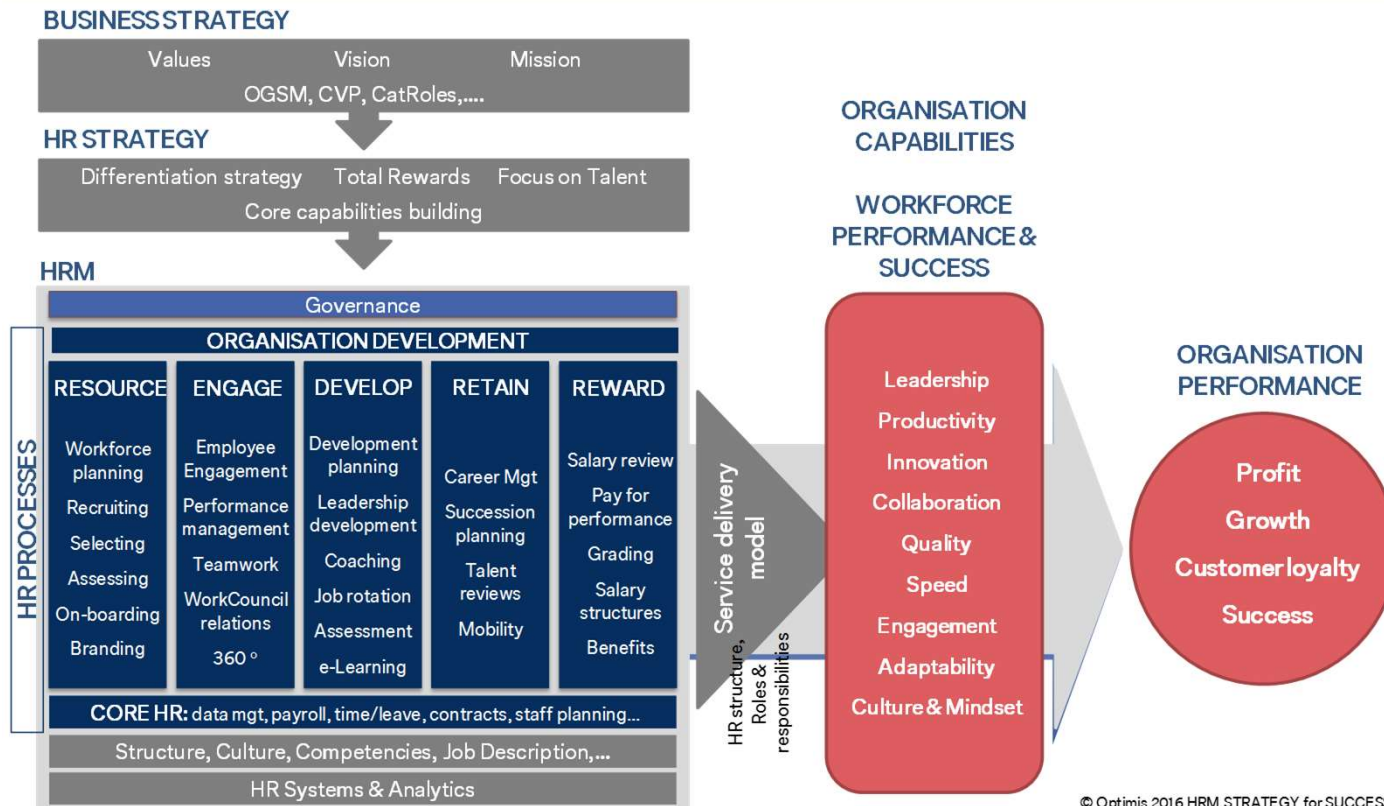 BUSINESS STRATEGY
Values Vision Mission
OGSM, CVP, CatRoles,....
HR STRATEGY
Differentiation strategy Total Rewards Focus on Talent
Core capabilities building
HRM
Governance
HR PROCESSES
ORGANISATION DEVELOPMENT
RESOURCE
Workforce
planning
Recruiting
Selecting
Assessing
On-boarding
Branding
ENGAGE
Employee
Engagement
Performance
management
Teamwork
WorkCouncil
relations
360 °
DEVELOP
Development
planning
Leadership
development
Coaching
Job rotation
Assessment
e-Learning
RETAIN
Career Mgt
Succession
planning
Talent
reviews
Mobility
REWARD
Salary review
Pay for
performance
Grading
Salary
structures
Benefits
CORE HR: data mgt, payroll, time/leave, contracts, staff planning...
Structure, Culture, Competencies, Job Description,...
HR Systems & Analytics
Service delivery
model
HR structure,
Roles &
responsibilities
ORGANISATION
CAPABILITIES
WORKFORCE
PERFORMANCE &
SUCCESS
Leadership
Productivity
Innovation
Collaboration
Quality
Speed
Engagement
Adaptability
Culture & Mindset
ORGANISATION
PERFORMANCE
Profit
Growth
Customer loyalty
Success
© Optimis 2016 HRM STRATEGY for SUCCES